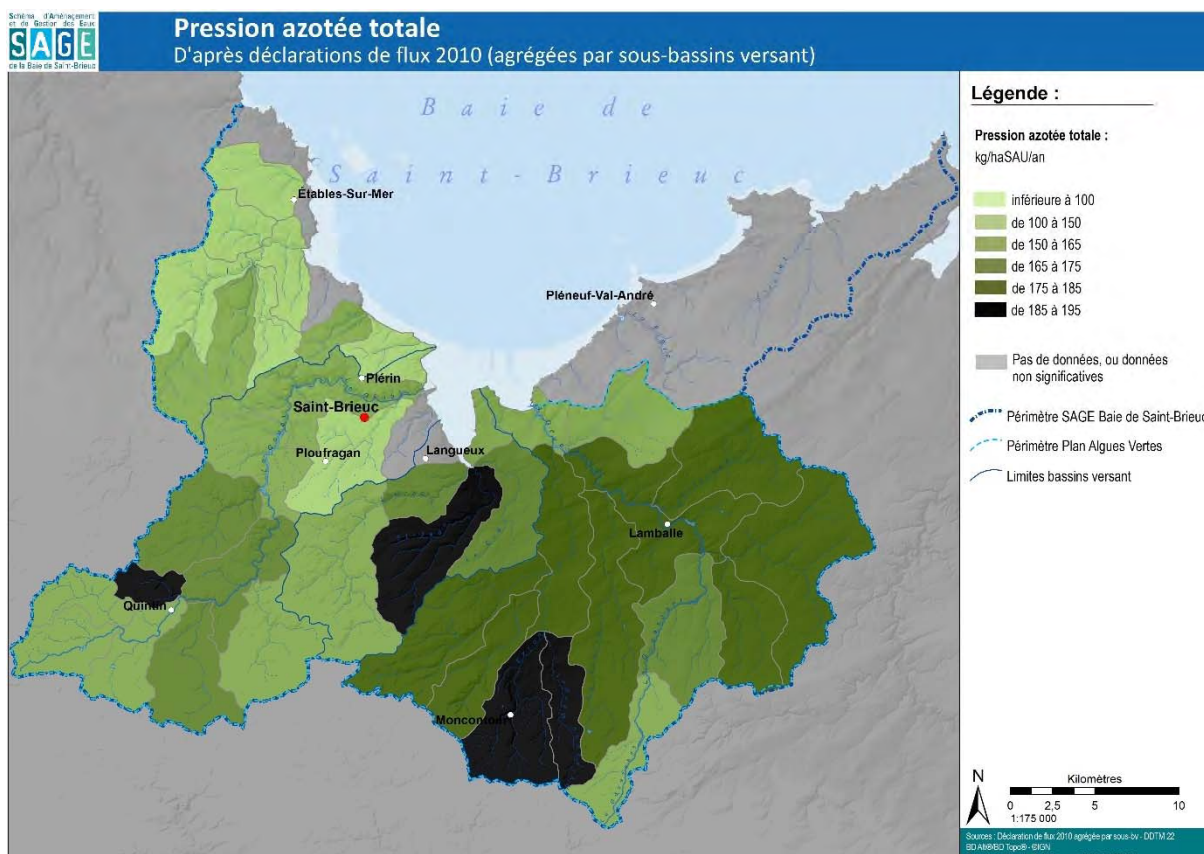 Schéma d'Aménagement
et de Gestion des Eaux
SAGE
de la Baie de Saint-Brieuc
Pression azotée totale
D'après déclarations de flux 2010 (agrégées par sous-bassins versant)
Baie de
Saint-Brieuc
Étables-Sur-Mer
Pléneuf-Val-André
Plérin
Saint-Brieuc
Ploufragan
Langueux
Lamballe
Quintin
Moncontour
Légende :
Pression azotée totale :
kg/haSAU/an
inférieure à 100
de 100 à 150
de 150 à 165
de 165 à 175
de 175 à 185
de 185 à 195
Pas de données, ou données
non significatives
Périmètre SAGE Baie de Saint-Brieuc
Périmètre Plan Algues Vertes
Limites bassins versant
N
Kilomètres
0 2,5 5 10
1:175 000
Sources : Déclaration de flux 2010 agrégée par sous-bv - DDTM 22
BD Alti®/BD Topo® - ©IGN